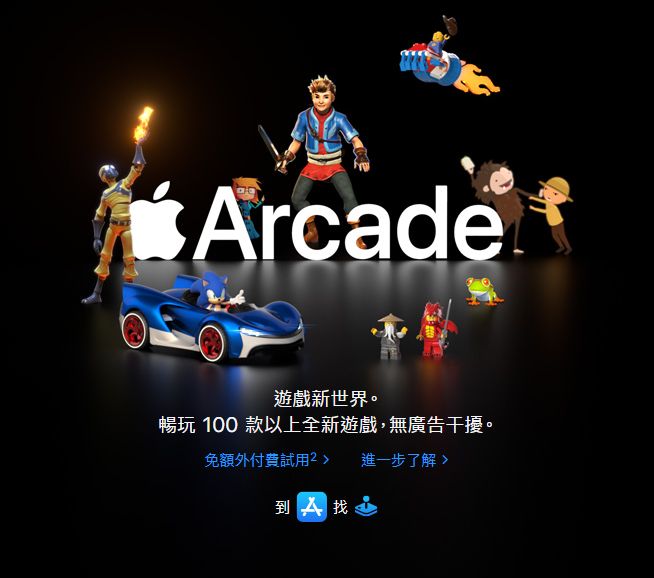 Arcade
遊戲新世界。
暢玩 100 款以上全新遊戲，無廣告干擾。
免額外付費試用2 > 進一步了解 >
到 找